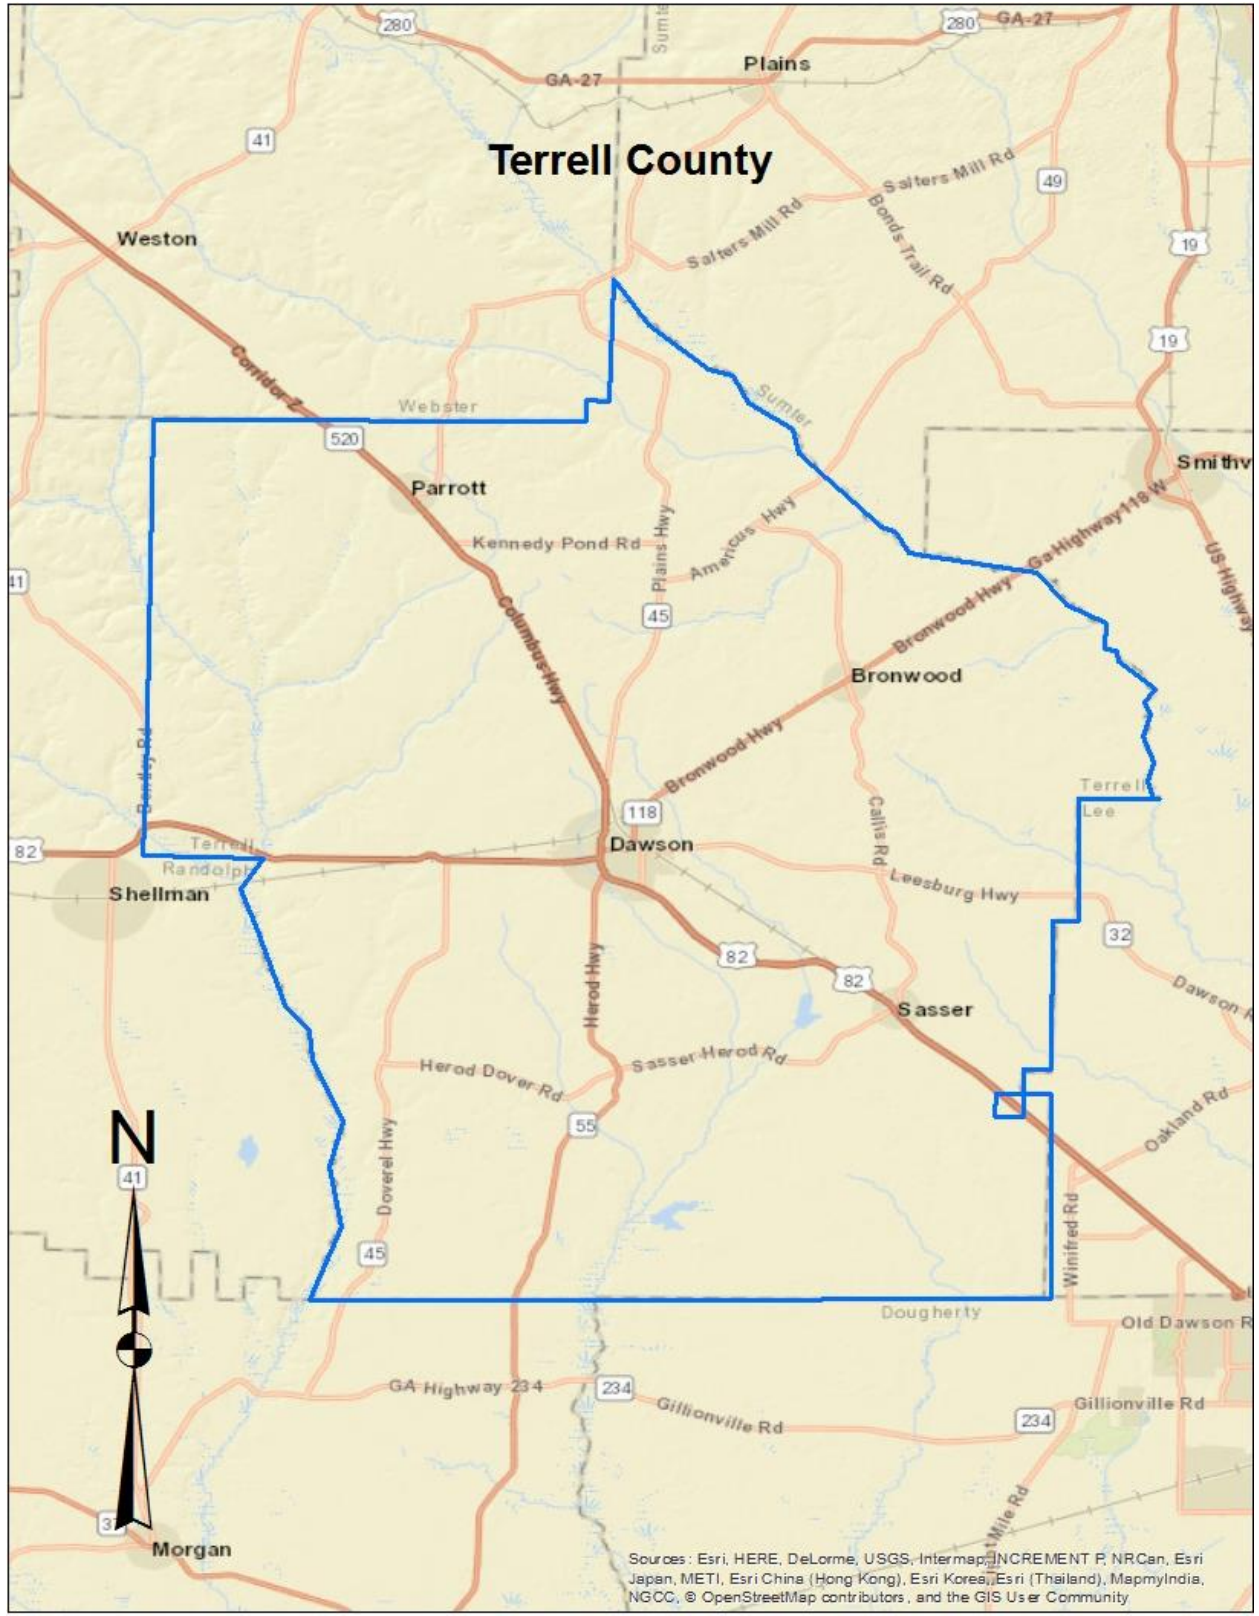 280
280
GA-27
Sumte
GA-27
Plains
41
Terrell County
Salters Mill Rd
49
Weston
Salters Mill Rd
Bonds Trail Rd
19
19
Corridor Z
Webster
Sumter
520
Smithv
Parrott
Ga Highway 118 W
Kennedy Pond Rd
Plains Hwy
Americus Hwy
US Highway
41
Columbus Hwy
45
Bronwood Hwy
Bronwood
Bentley Rd
Bronwood Hwy
Terrell
Lee
118
Callis Rd
82
Terrell
Randolph
Dawson
Shellman
Leesburg Hwy
32
Herod Hwy
82
82
Dawson R
Sasser
Herod Dover Rd
Sasser Herod Rd
Oakland Rd
N
55
Doverel Hwy
41
Winifred Rd
45
Dougherty
Old Dawson R
GA Highway 234
234
Gillionville Rd
234
Gillionville Rd
37
Morgan
Mile Rd
Sources: Esri, HERE, DeLorme, USGS, Intermap, INCREMENT P, NRCan, Esri
Japan, METI, Esri China (Hong Kong), Esri Korea, Esri (Thailand), MapmyIndia,
NGCC, © OpenStreetMap contributors, and the GIS User Community